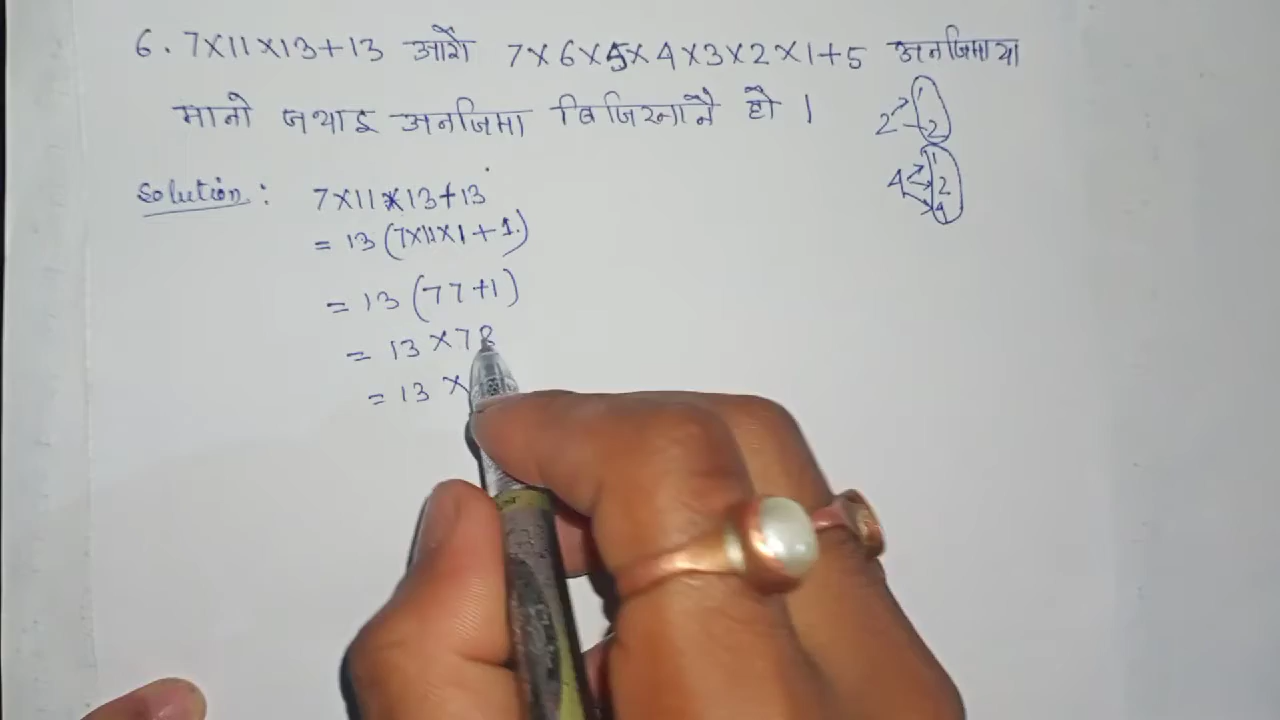 6. 7×11×13+13 आरो 7×6×5×4×3×2×1+5 अनजिमाया
मानो जथाइ अनजिमा बिजिरनानै हो ।
2 1
2
4 1
2
4
Solution: 7×11×13+13
= 13 (7×11×1+1)
= 13 (77+1)
= 13 ×78
= 13 ×